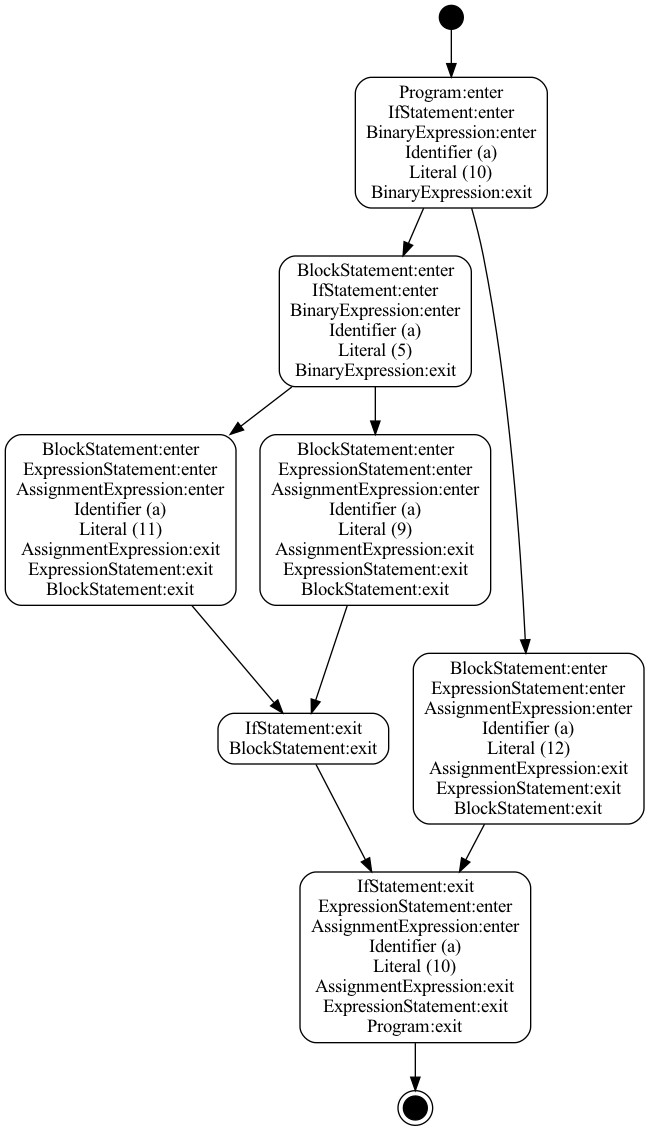 Program:enter
IfStatement:enter
BinaryExpression:enter
Identifier (a)
Literal (10)
BinaryExpression:exit
BlockStatement:enter
IfStatement:enter
BinaryExpression:enter
Identifier (a)
Literal (5)
BinaryExpression:exit
BlockStatement:enter
ExpressionStatement:enter
AssignmentExpression:enter
Identifier (a)
Literal (11)
AssignmentExpression:exit
ExpressionStatement:exit
BlockStatement:exit
BlockStatement:enter
ExpressionStatement:enter
AssignmentExpression:enter
Identifier (a)
Literal (9)
AssignmentExpression:exit
ExpressionStatement:exit
BlockStatement:exit
IfStatement:exit
BlockStatement:exit
BlockStatement:enter
ExpressionStatement:enter
AssignmentExpression:enter
Identifier (a)
Literal (12)
AssignmentExpression:exit
ExpressionStatement:exit
BlockStatement:exit
IfStatement:exit
ExpressionStatement:enter
AssignmentExpression:enter
Identifier (a)
Literal (10)
AssignmentExpression:exit
ExpressionStatement:exit
Program:exit